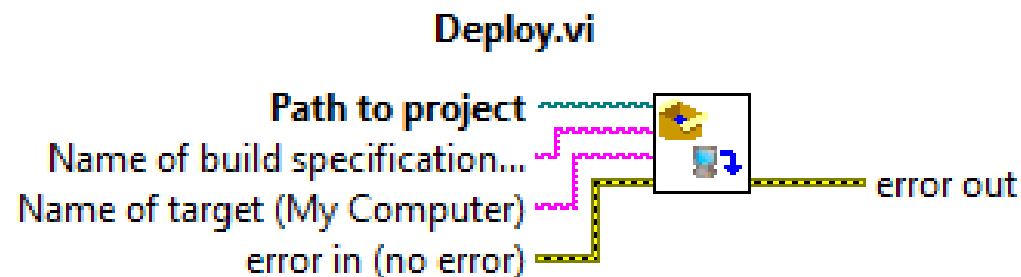 Deploy.vi
Path to project
Name of build specification...
Name of target (My Computer)
error in (no error)
error out